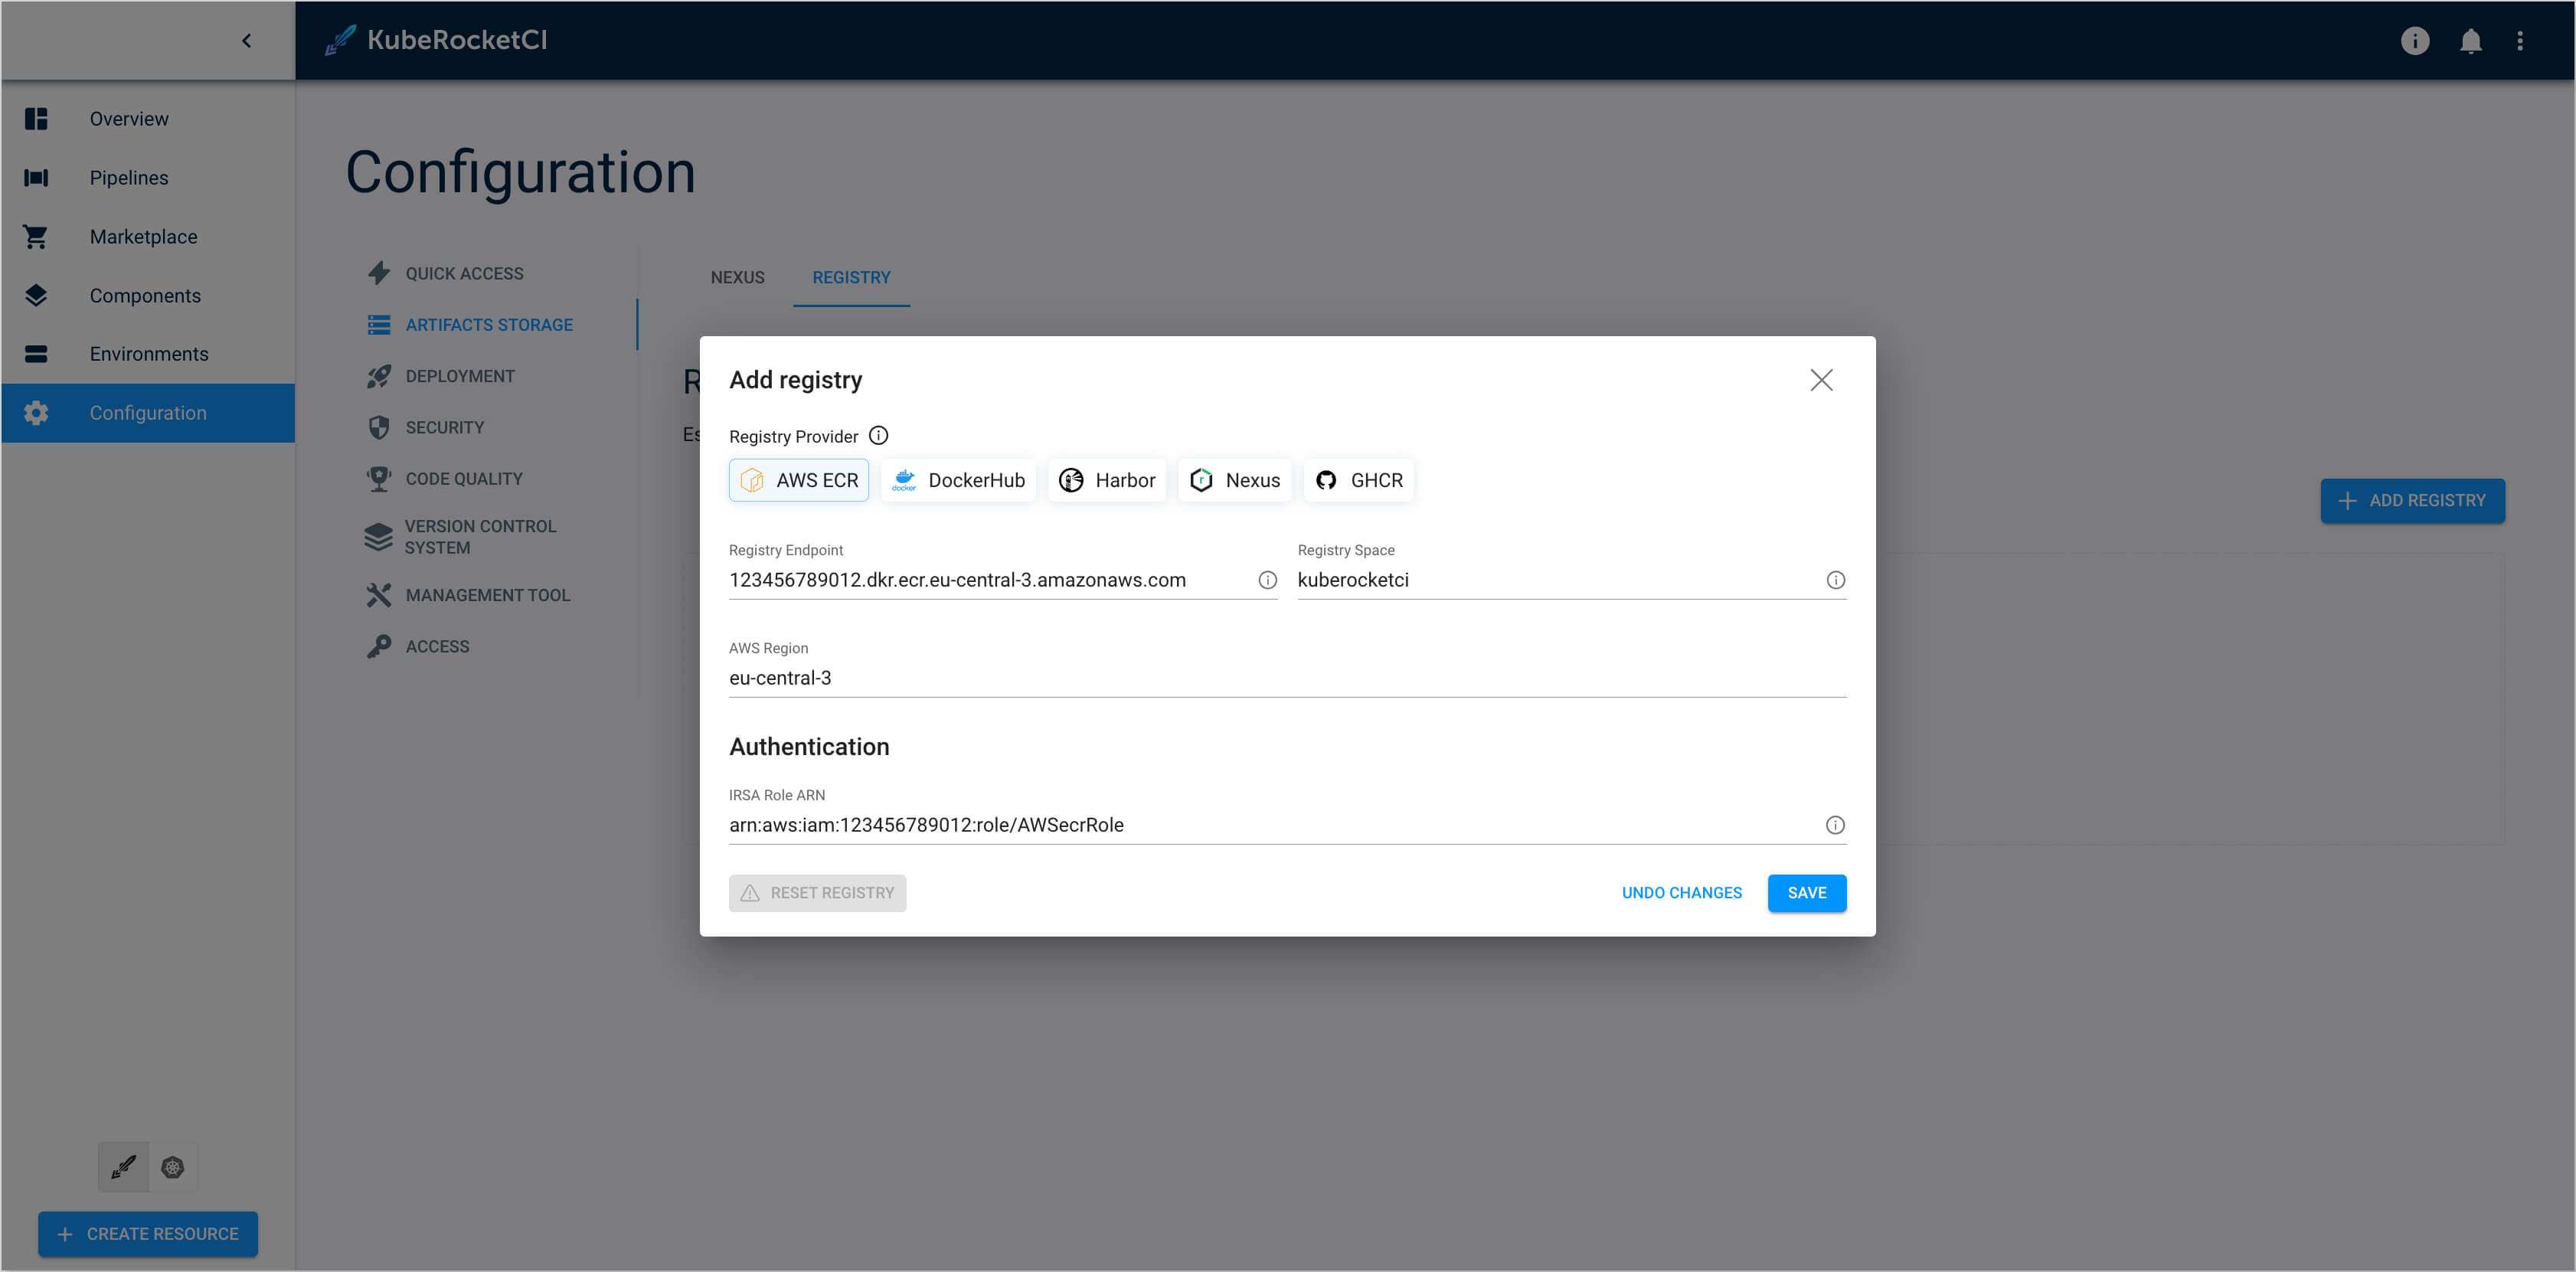 KubeRocketCI
Overview
Pipelines
Marketplace
Components
Environments
Configuration
CREATE RESOURCE
Configuration
QUICK ACCESS
ARTIFACTS STORAGE
DEPLOYMENT
SECURITY
CODE QUALITY
VERSION CONTROL
SYSTEM
MANAGEMENT TOOL
ACCESS
NEXUS
REGISTRY
ADD REGISTRY
Add registry
Registry Provider
AWS ECR
docker
DockerHub
Harbor
Nexus
GHCR
Registry Endpoint
123456789012.dkr.ecr.eu-central-3.amazonaws.com
Registry Space
kuberocketci
AWS Region
eu-central-3
Authentication
IRSA Role ARN
arn:aws:iam:123456789012:role/AWSecrRole
RESET REGISTRY
UNDO CHANGES
SAVE